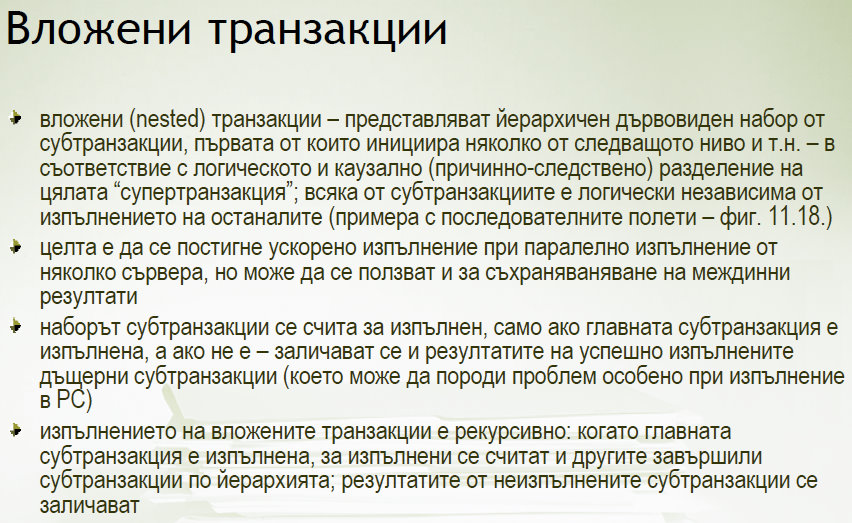 Вложени транзакции
вложени (nested) транзакции – представляват йерархичен дървовиден набор от
субтранзакции, първата от които инициира няколко от следващото ниво и т.н. – в
съответствие с логическото и каузално (причинно-следствено) разделение на
цялата “супертранзакция”; всяка от субтранзакциите е логически независима от
изпълнението на останалите (примера с последователните полети – фиг. 11.18.)
целта е да се постигне ускорено изпълнение при паралелно изпълнение от
няколко сървера, но може да се ползват и за съхраняваняване на междинни
резултати
наборът субтранзакции се счита за изпълнен, само ако главната субтранзакция е
изпълнена, а ако не е – заличават се и резултатите на успешно изпълнените
дъщерни субтранзакции (което може да породи проблем особено при изпълнение
в РС)
изпълнението на вложените транзакции е рекурсивно: когато главната
субтранзакция е изпълнена, за изпълнени се считат и другите завършили
субтранзакции по йерархията; резултатите от неизпълнените субтранзакции се
заличават